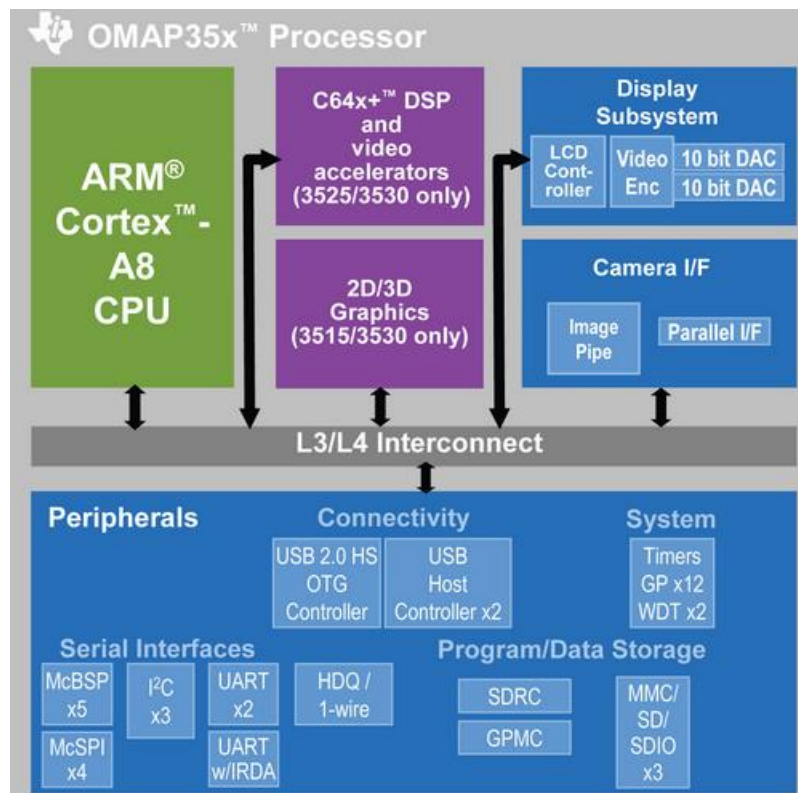 OMAP35x™ Processor
ARM®
Cortex™-
A8
CPU
C64x+™ DSP
and
video
accelerators
(3525/3530 only)
2D/3D
Graphics
(3515/3530 only)
Display
Subsystem
LCD
Cont-
roller
Video
Enc
10 bit DAC
10 bit DAC
Camera I/F
Image
Pipe
Parallel I/F
L3/L4 Interconnect
Peripherals
Connectivity
USB 2.0 HS
OTG
Controller
USB
Host
Controller x2
System
Timers
GP x12
WDT x2
Serial Interfaces
McBSP
x5
I²C
x3
UART
x2
HDQ /
1-wire
McSPI
x4
UART
w/IRDA
Program/Data Storage
SDRC
GPMC
MMC/
SD/
SDIO
x3